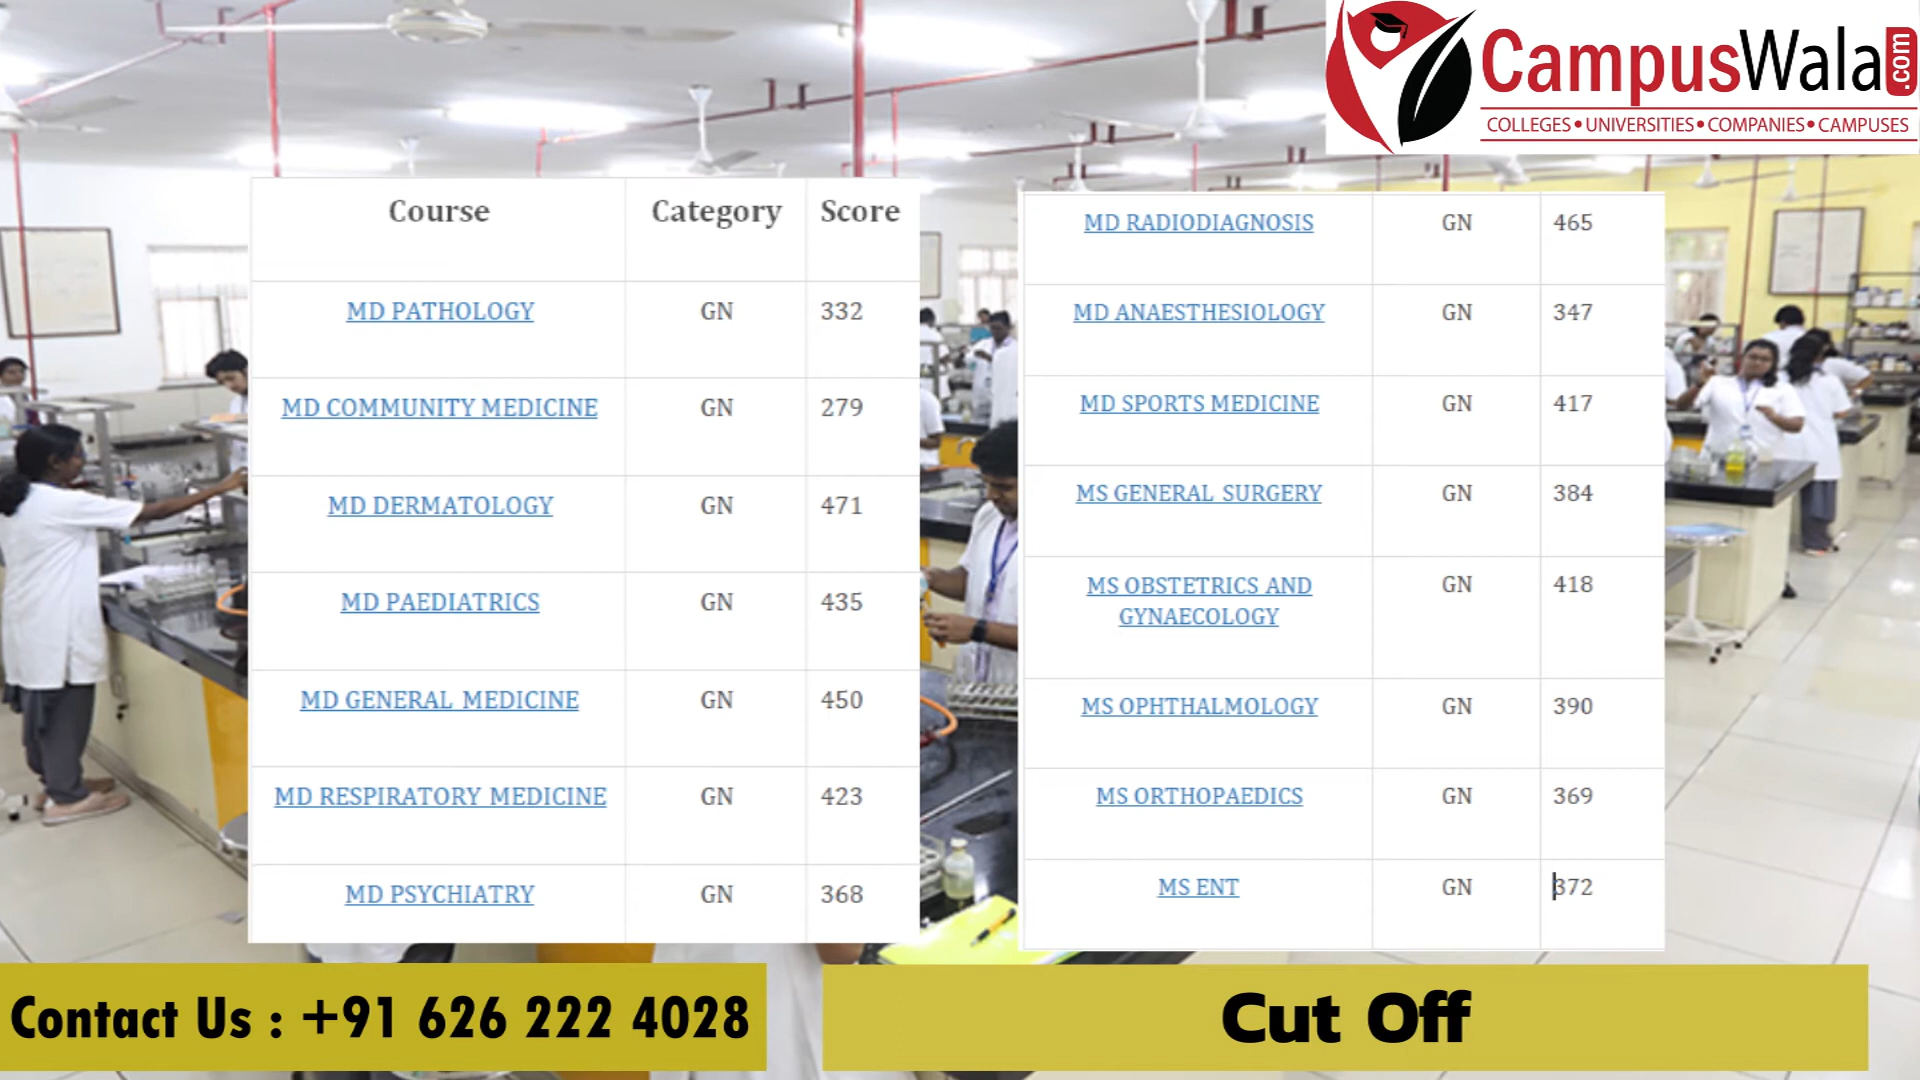 CampusWala.com
COLLEGES•UNIVERSITIES•COMPANIES•CAMPUSES
Course Category Score
MD PATHOLOGY GN 332
MD COMMUNITY MEDICINE GN 279
MD DERMATOLOGY GN 471
MD PAEDIATRICS GN 435
MD GENERAL MEDICINE GN 450
MD RESPIRATORY MEDICINE GN 423
MD PSYCHIATRY GN 368
MD RADIODIAGNOSIS GN 465
MD ANAESTHESIOLOGY GN 347
MD SPORTS MEDICINE GN 417
MS GENERAL SURGERY GN 384
MS OBSTETRICS AND GN 418
GYNAECOLOGY
MS OPHTHALMOLOGY GN 390
MS ORTHOPAEDICS GN 369
MS ENT GN 372
Contact Us : +91 626 222 4028
Cut Off